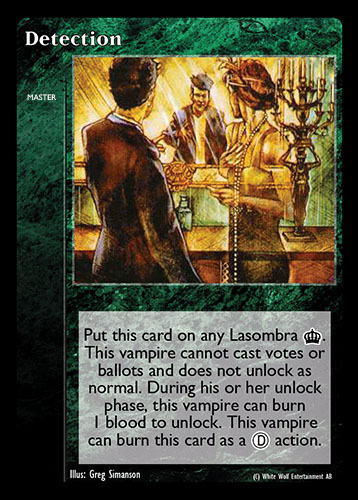 Detection
MASTER
Put this card on any Lasombra .
This vampire cannot cast votes or
ballots and does not unlock as
normal. During his or her unlock
phase, this vampire can burn
1 blood to unlock. This vampire
can burn this card as a Ⓓ action.
Illus: Greg Simanson
(C) White Wolf Entertainment AB